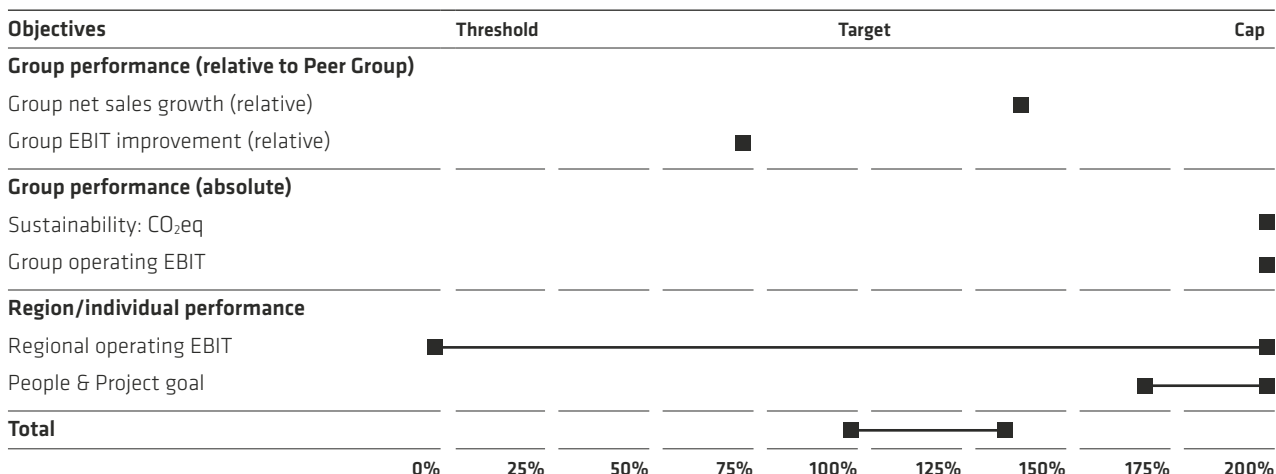 Objectives Threshold Target Cap
Group performance (relative to Peer Group)
Group net sales growth (relative)
Group EBIT improvement (relative)
Group performance (absolute)
Sustainability: CO₂eq
Group operating EBIT
Region/individual performance
Regional operating EBIT
People & Project goal
Total
0% 25% 50% 75% 100% 125% 150% 175% 200%